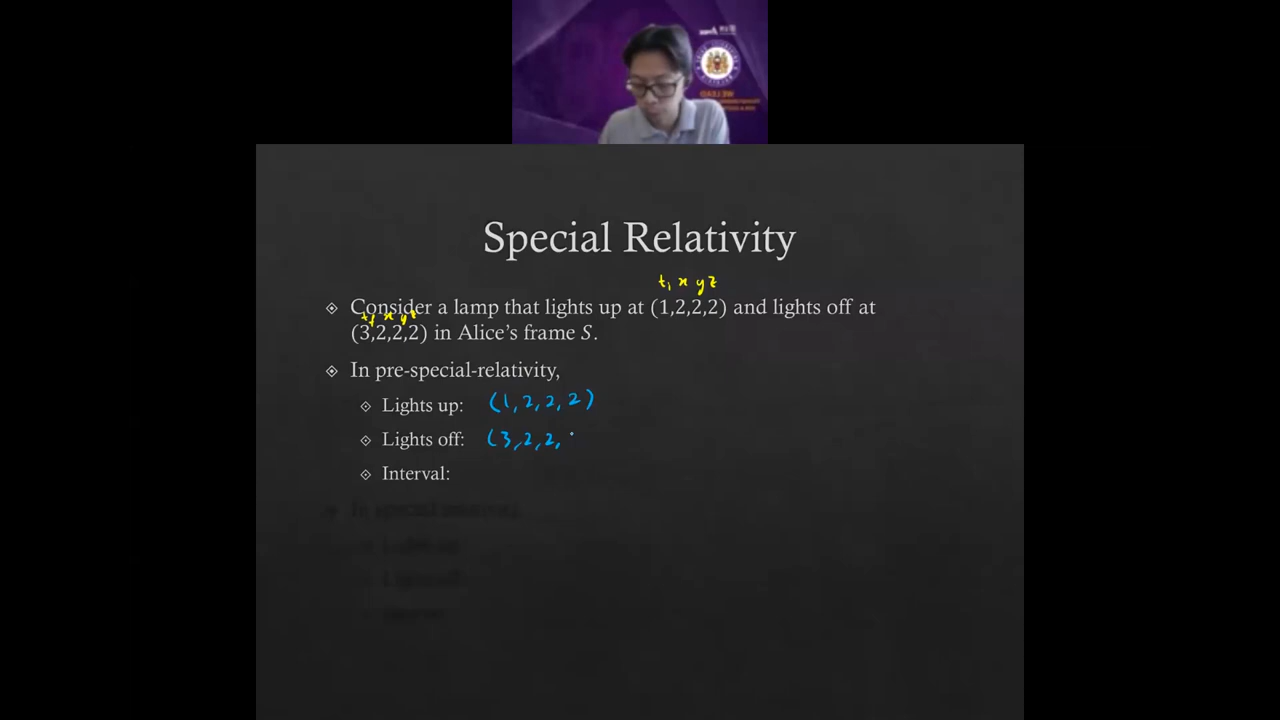 WE LEAD
Special Relativity
t, x y z
Consider a lamp that lights up at (1,2,2,2) and lights off at
(3,2,2,2) in Alice's frame S.
In pre-special-relativity,
Lights up: (1,2,2,2)
Lights off: (3,2,2,
Interval: